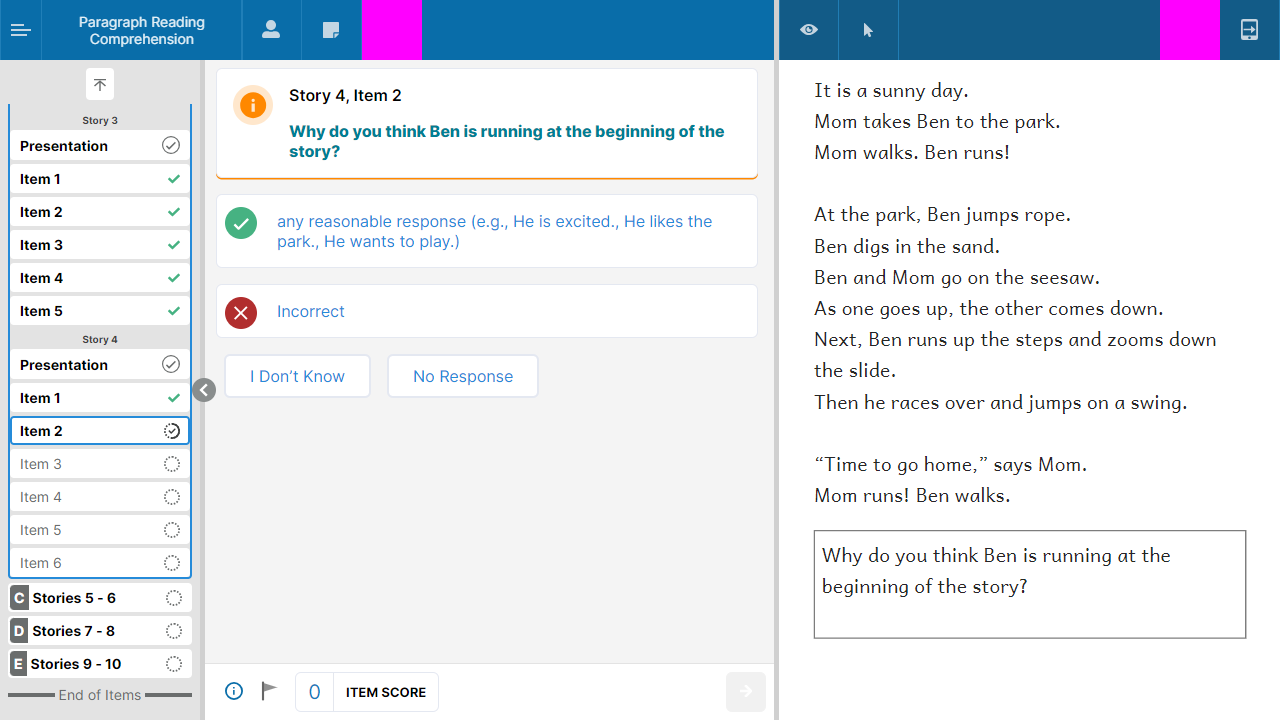 Paragraph Reading
Comprehension
Story 3
Presentation
Item 1
Item 2
Item 3
Item 4
Item 5
Story 4
Presentation
Item 1
Item 2
Item 3
Item 4
Item 5
Item 6
C Stories 5 - 6
D Stories 7 - 8
E Stories 9 - 10
End of Items
Story 4, Item 2
Why do you think Ben is running at the beginning of the
story?
any reasonable response (e.g., He is excited., He likes the
park., He wants to play.)
Incorrect
I Don’t Know
No Response
0 ITEM SCORE
It is a sunny day.
Mom takes Ben to the park.
Mom walks. Ben runs!
At the park, Ben jumps rope.
Ben digs in the sand.
Ben and Mom go on the seesaw.
As one goes up, the other comes down.
Next, Ben runs up the steps and zooms down
the slide.
Then he races over and jumps on a swing.
“Time to go home,” says Mom.
Mom runs! Ben walks.
Why do you think Ben is running at the
beginning of the story?